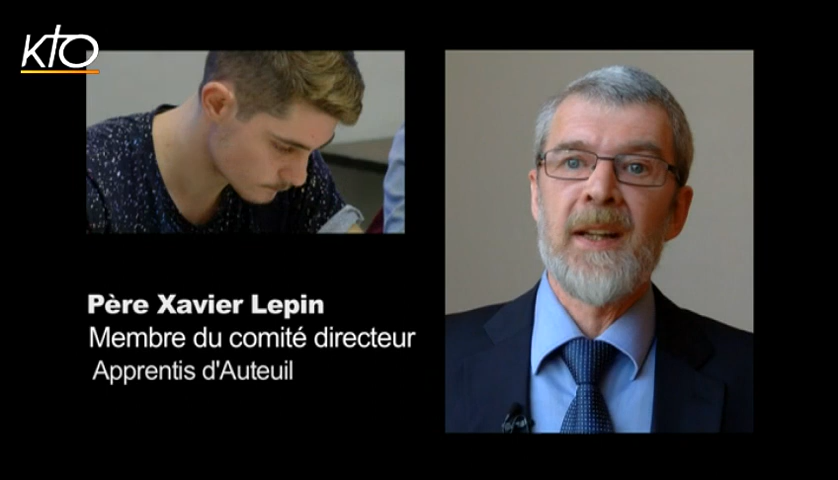 KTO
Père Xavier Lepin
Membre du comité directeur
Apprentis d'Auteuil